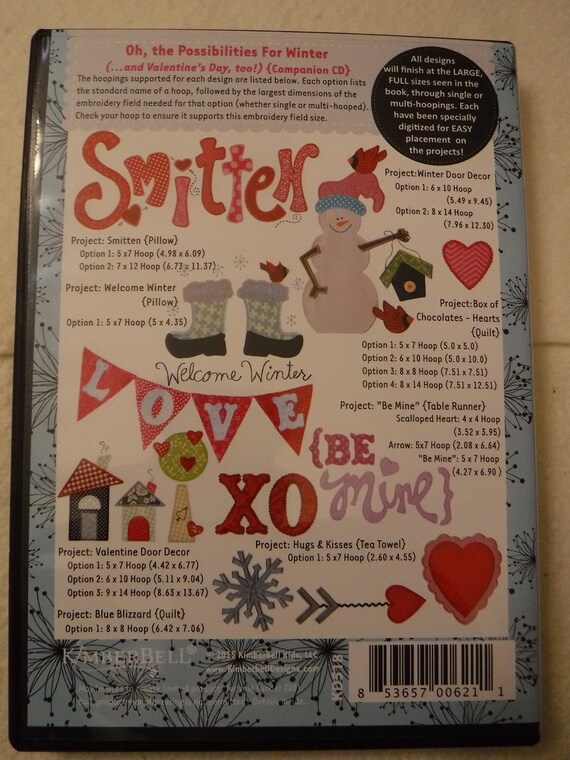 Oh, the Possibilities For Winter
(...and Valentine's Day, too!) {Companion CD}
The hoopings supported for each design are listed below. Each option lists
the standard name of a hoop, followed by the largest dimensions of the
embroidery field needed for that option (whether single or multi-hooped).
Check your hoop to ensure it supports this embroidery field size.
All designs
will finish at the LARGE,
FULL sizes seen in the
book, through single or
multi-hoopings. Each
have been specially
digitized for EASY
placement on
the projects!
Smitten
Project: Smitten {Pillow}
Option 1: 5x7 Hoop (4.98 x 6.09)
Option 2: 7 x 12 Hoop (6.73 x 11.37)
Project:Winter Door Decor
Option 1: 6 x 10 Hoop
(5.49 x 9.45)
Option 2: 8 x 14 Hoop
(7.96 x 12.30)
Project: Welcome Winter
{Pillow}
Option 1: 5 x7 Hoop (5 x 4.35)
Welcome Winter
Project:Box of
Chocolates - Hearts
{Quilt}
Option 1: 5 x 7 Hoop (5.0 x 5.0)
Option 2: 6 x 10 Hoop (5.0 x 10.0)
Option 3: 8 x 8 Hoop (7.51 x 7.51)
Option 4: 8 x 14 Hoop (7.51 x 12.51)
LOVE
Project: "Be Mine" {Table Runner}
Scalloped Heart: 4 x 4 Hoop
(3.52 x 3.95)
Arrow: 5x7 Hoop (2.08 x 6.64)
"Be Mine": 5 x 7 Hoop
(4.27 x 6.90 )
{BE
mine}
XO
Project: Valentine Door Decor
Option 1: 5 x 7 Hoop (4.42 x 6.77)
Option 2: 6 x 10 Hoop (5.11 x 9.04)
Option 3: 9 x 14 Hoop (8.63 x 13.67)
Project: Hugs & Kisses {Tea Towel}
Option 1: 5 x7 Hoop (2.60 x 4.55)
Project: Blue Blizzard {Quilt}
Option 1: 8 x 8 Hoop (6.42 x 7.06)
KIMBERBELL®
©2015 Kimberbell Kids, LLC
www.KimberbellDesigns.com
8 53657 00621 1